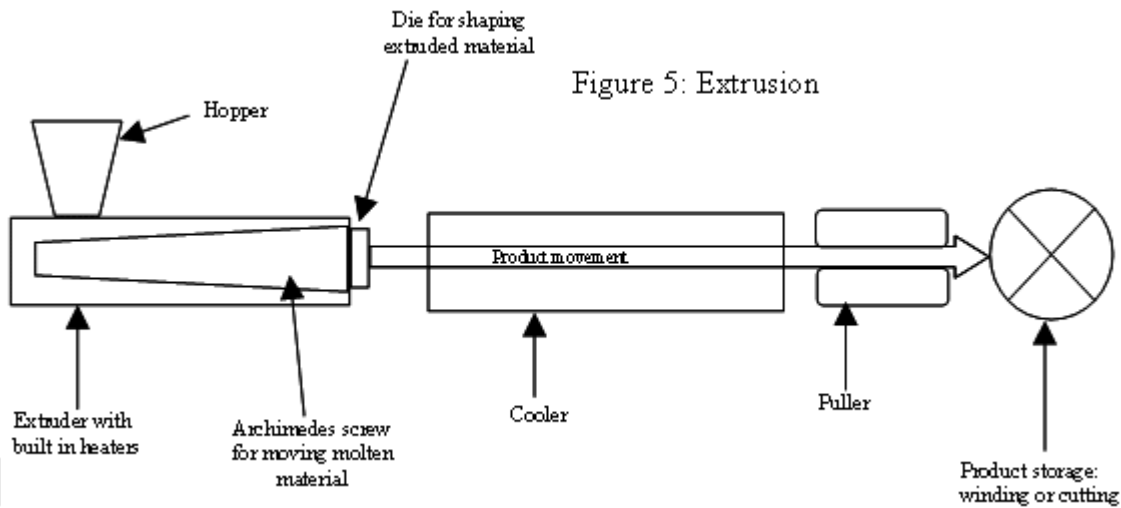 Die for shaping
extruded material
Figure 5: Extrusion
Hopper
Product movement
Extruder with
built in heaters
Archimedes screw
for moving molten
material
Cooler
Puller
Product storage:
winding or cutting